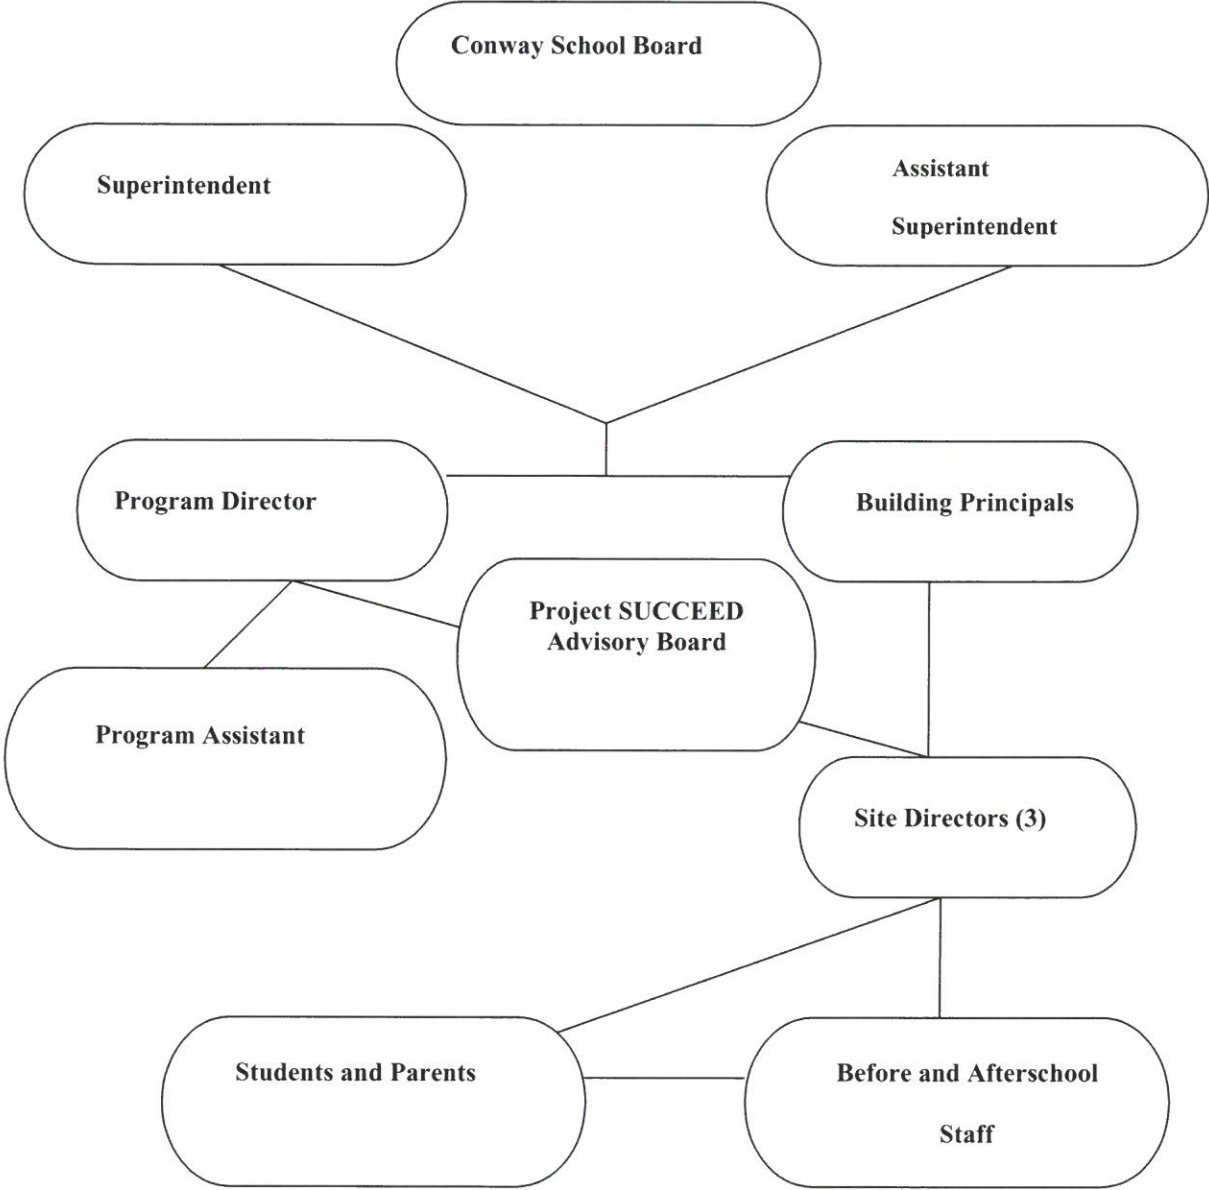 Conway School Board
Superintendent
Assistant
Superintendent
Program Director
Building Principals
Project SUCCEED
Advisory Board
Program Assistant
Site Directors (3)
Students and Parents
Before and Afterschool
Staff